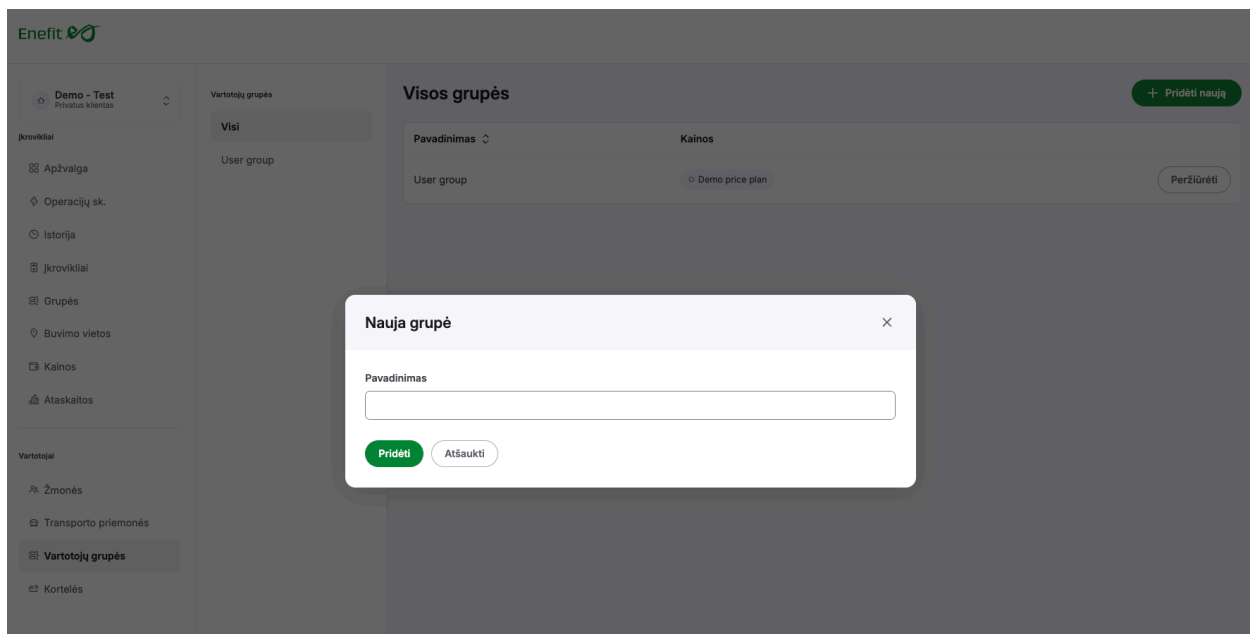 Enefit
Demo - Test
Privatus klientas
Įkrovikliai
Apžvalga
Operacijų sk.
Istorija
Įkrovikliai
Grupės
Buvimo vietos
Kainos
Ataskaitos
Vartotojai
Žmonės
Transporto priemonės
Vartotojų grupės
Kortelės
Vartotojų grupės
Visi
User group
Visos grupės
+ Pridėti naują
Pavadinimas Kainos
User group Demo price plan Peržiūrėti
Nauja grupė
Pavadinimas
Pridėti Atšaukti